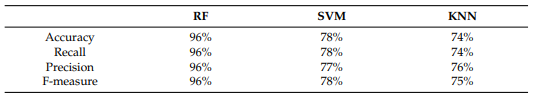 RF SVM KNN
Accuracy 96% 78% 74%
Recall 96% 78% 74%
Precision 96% 77% 76%
F-measure 96% 78% 75%